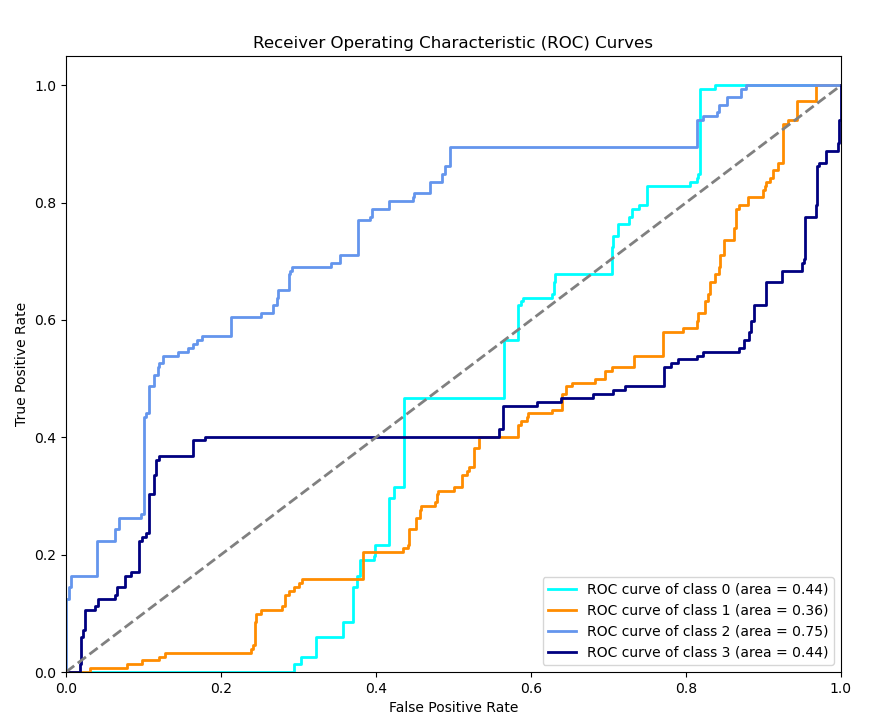 Receiver Operating Characteristic (ROC) Curves
True Positive Rate
1.0
0.8
0.6
0.4
0.2
0.0
0.0 0.2 0.4 0.6 0.8 1.0
False Positive Rate
ROC curve of class 0 (area = 0.44)
ROC curve of class 1 (area = 0.36)
ROC curve of class 2 (area = 0.75)
ROC curve of class 3 (area = 0.44)